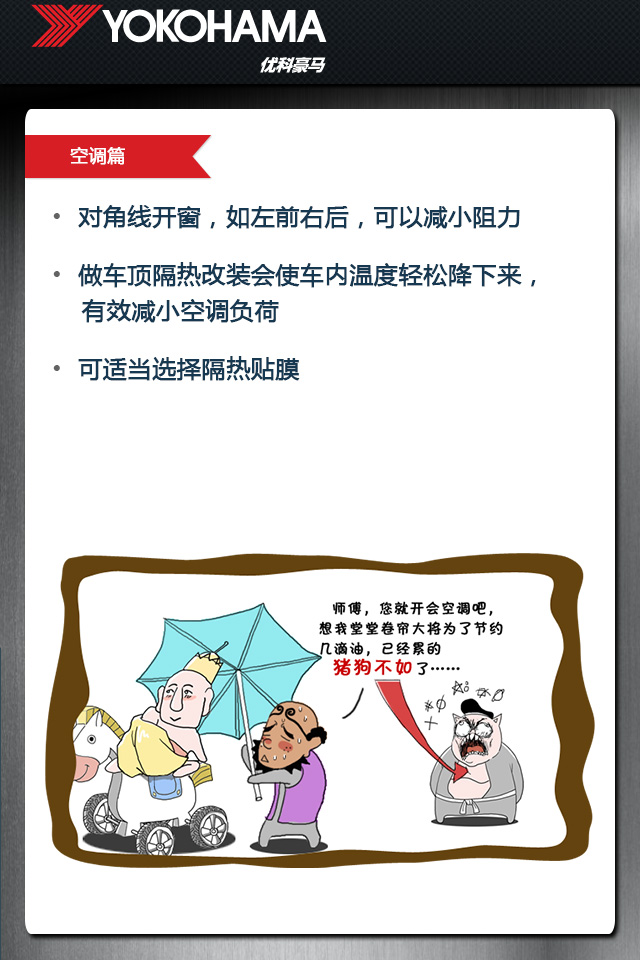 YOKOHAMA
优科豪马
空调篇
• 对角线开窗，如左前右后，可以减小阻力
• 做车顶隔热改装会使车内温度轻松降下来，
有效减小空调负荷
• 可适当选择隔热贴膜
师傅，您就开会空调吧，
想我堂堂卷帘大将为了节约
几滴油，已经累的
猪狗不如了……